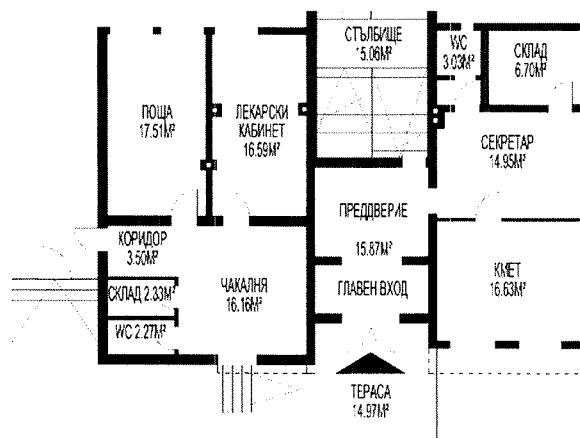 СТЪЛБИЩЕ
15.06М²
WC
3.03М²
СКЛАД
6.70М²
ПОЩА
17.51М²
ЛЕКАРСКИ
КАБИНЕТ
16.59М²
СЕКРЕТАР
14.95М²
ПРЕДДВЕРИЕ
15.87М²
КОРИДОР
3.50М²
СКЛАД 2.33М²
ЧАКАЛНЯ
16.16М²
ГЛАВЕН ВХОД
КМЕТ
16.63М²
WC 2.27М²
ТЕРАСА
14.97М²